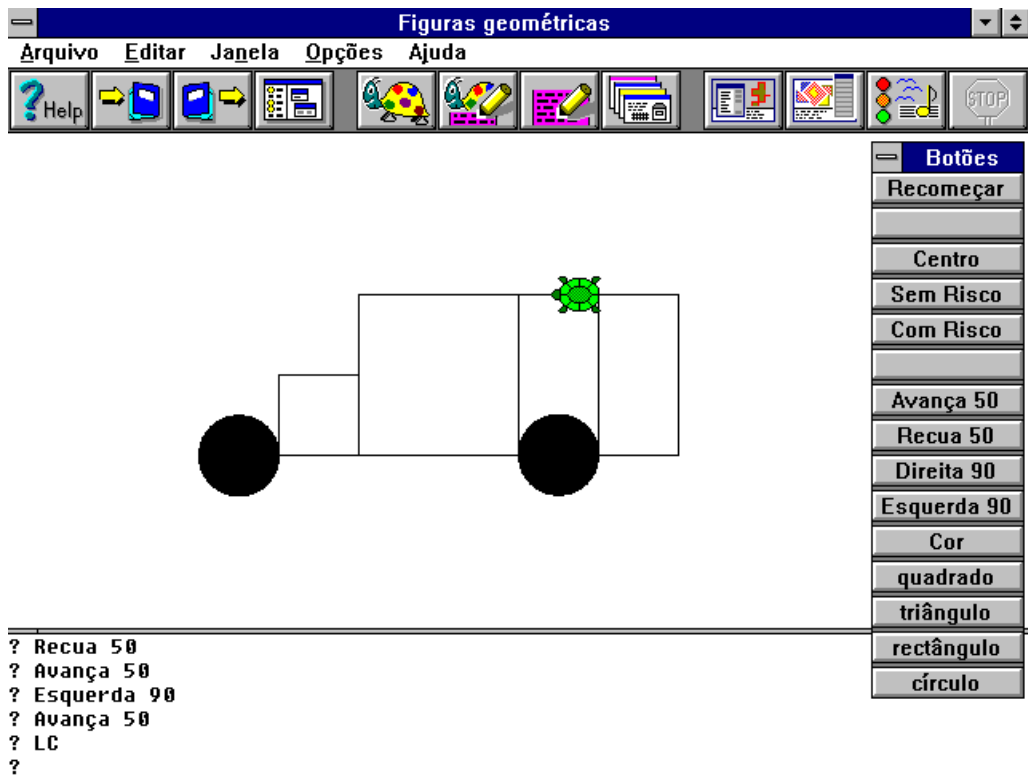 Figuras geométricas
Arquivo Editar Janela Opções Ajuda
? Help
STOP
Botões
Recomeçar
Centro
Sem Risco
Com Risco
Avança 50
Recua 50
Direita 90
Esquerda 90
Cor
quadrado
triângulo
rectângulo
círculo
? Recua 50
? Avança 50
? Esquerda 90
? Avança 50
? LC
?